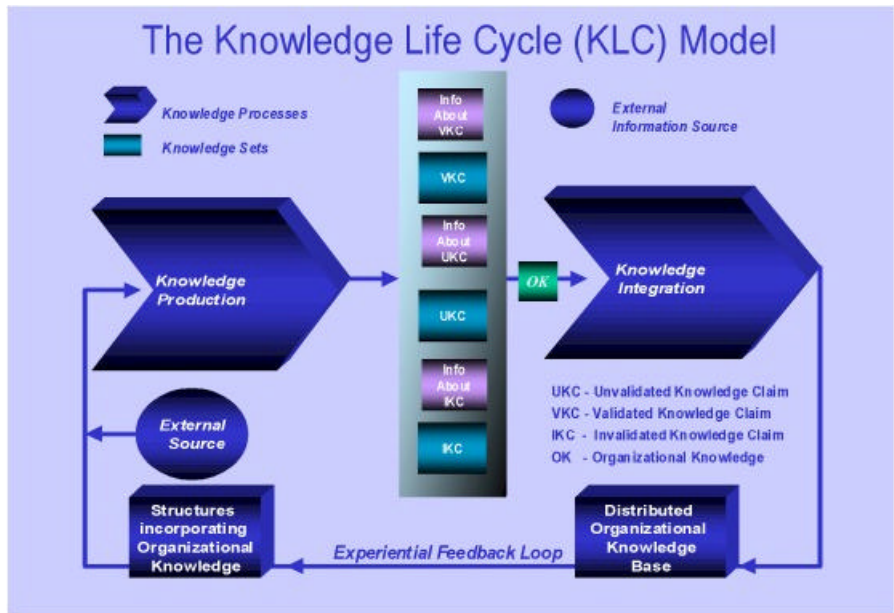 The Knowledge Life Cycle (KLC) Model
Knowledge Processes
Knowledge Sets
Info
About
VKC
VKC
Info
About
UKC
UKC
Info
About
IKC
IKC
External
Information Source
Knowledge
Production
OK
Knowledge
Integration
External
Source
UKC - Unvalidated Knowledge Claim
VKC - Validated Knowledge Claim
IKC - Invalidated Knowledge Claim
OK - Organizational Knowledge
Structures
incorporating
Organizational
Knowledge
Experiential Feedback Loop
Distributed
Organizational
Knowledge
Base